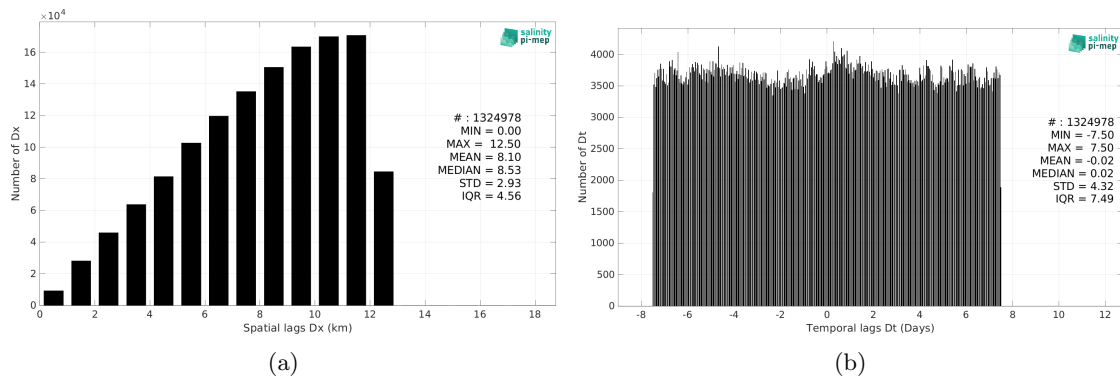 ×10⁴
16
14
12
10
8
6
4
2
0
Number of Dx
salinity
pi-mep
# : 1324978
MIN = 0.00
MAX = 12.50
MEAN = 8.10
MEDIAN = 8.53
STD = 2.93
IQR = 4.56
0 2 4 6 8 10 12 14 16 18
Spatial lags Dx (km)
(a)
4000
3500
3000
2500
2000
1500
1000
500
0
Number of Dt
salinity
pi-mep
# : 1324978
MIN = -7.50
MAX = 7.50
MEAN = -0.02
MEDIAN = 0.02
STD = 4.32
IQR = 7.49
-8 -6 -4 -2 0 2 4 6 8 10 12
Temporal lags Dt (Days)
(b)